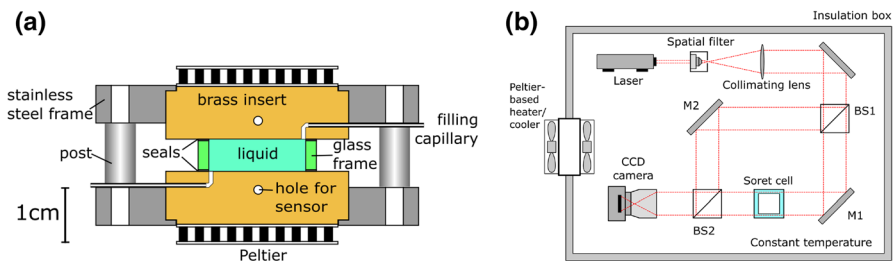 (a)
stainless
steel frame
brass insert
filling
capillary
post
seals
liquid
glass
frame
1cm
hole for
sensor
Peltier
(b)
Insulation box
Spatial filter
Laser
Collimating lens
Peltier-
based
heater/
cooler
M2
BS1
CCD
camera
Soret cell
BS2
M1
Constant temperature